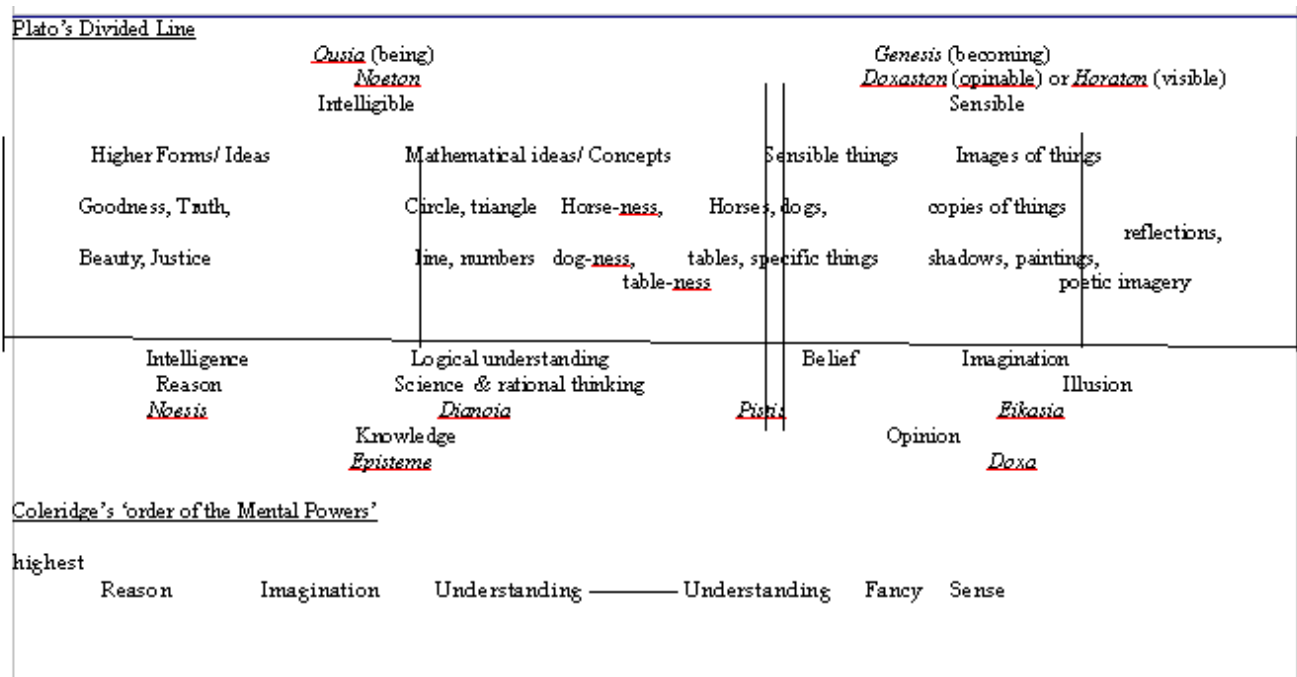 Plato's Divided Line
Ousia (being) Genesis (becoming)
Noeton Doxaston (opinable) or Horaton (visible)
Intelligible Sensible
Higher Forms/ Ideas Mathematical ideas/ Concepts Sensible things Images of things
Goodness, Truth, Circle, triangle Horse-ness, Horses, dogs, copies of things
reflections,
Beauty, Justice line, numbers dog-ness, tables, specific things shadows, paintings,
table-ness poetic imagery
Intelligence Logical understanding Belief Imagination
Reason Science & rational thinking Illusion
Noesis Dianoia Pistis Eikasia
Knowledge Opinion
Episteme Doxa
Coleridge's 'order of the Mental Powers'
highest
Reason Imagination Understanding ——— Understanding Fancy Sense